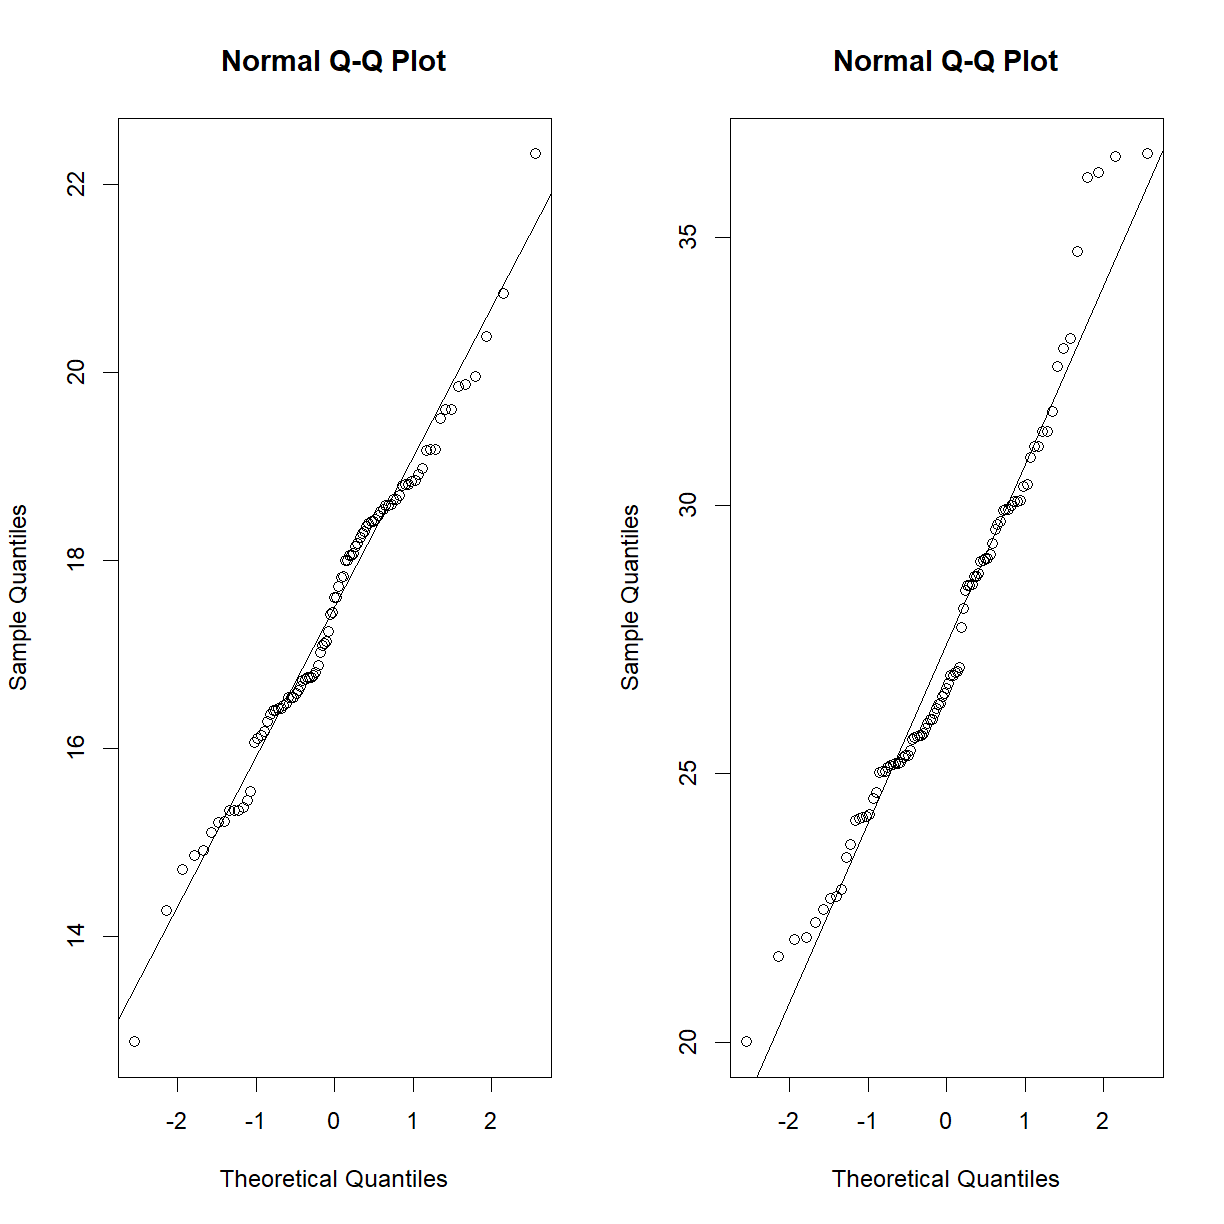 Normal Q-Q Plot
Sample Quantiles
22
20
18
16
14
-2 -1 0 1 2
Theoretical Quantiles
Normal Q-Q Plot
Sample Quantiles
35
30
25
20
-2 -1 0 1 2
Theoretical Quantiles